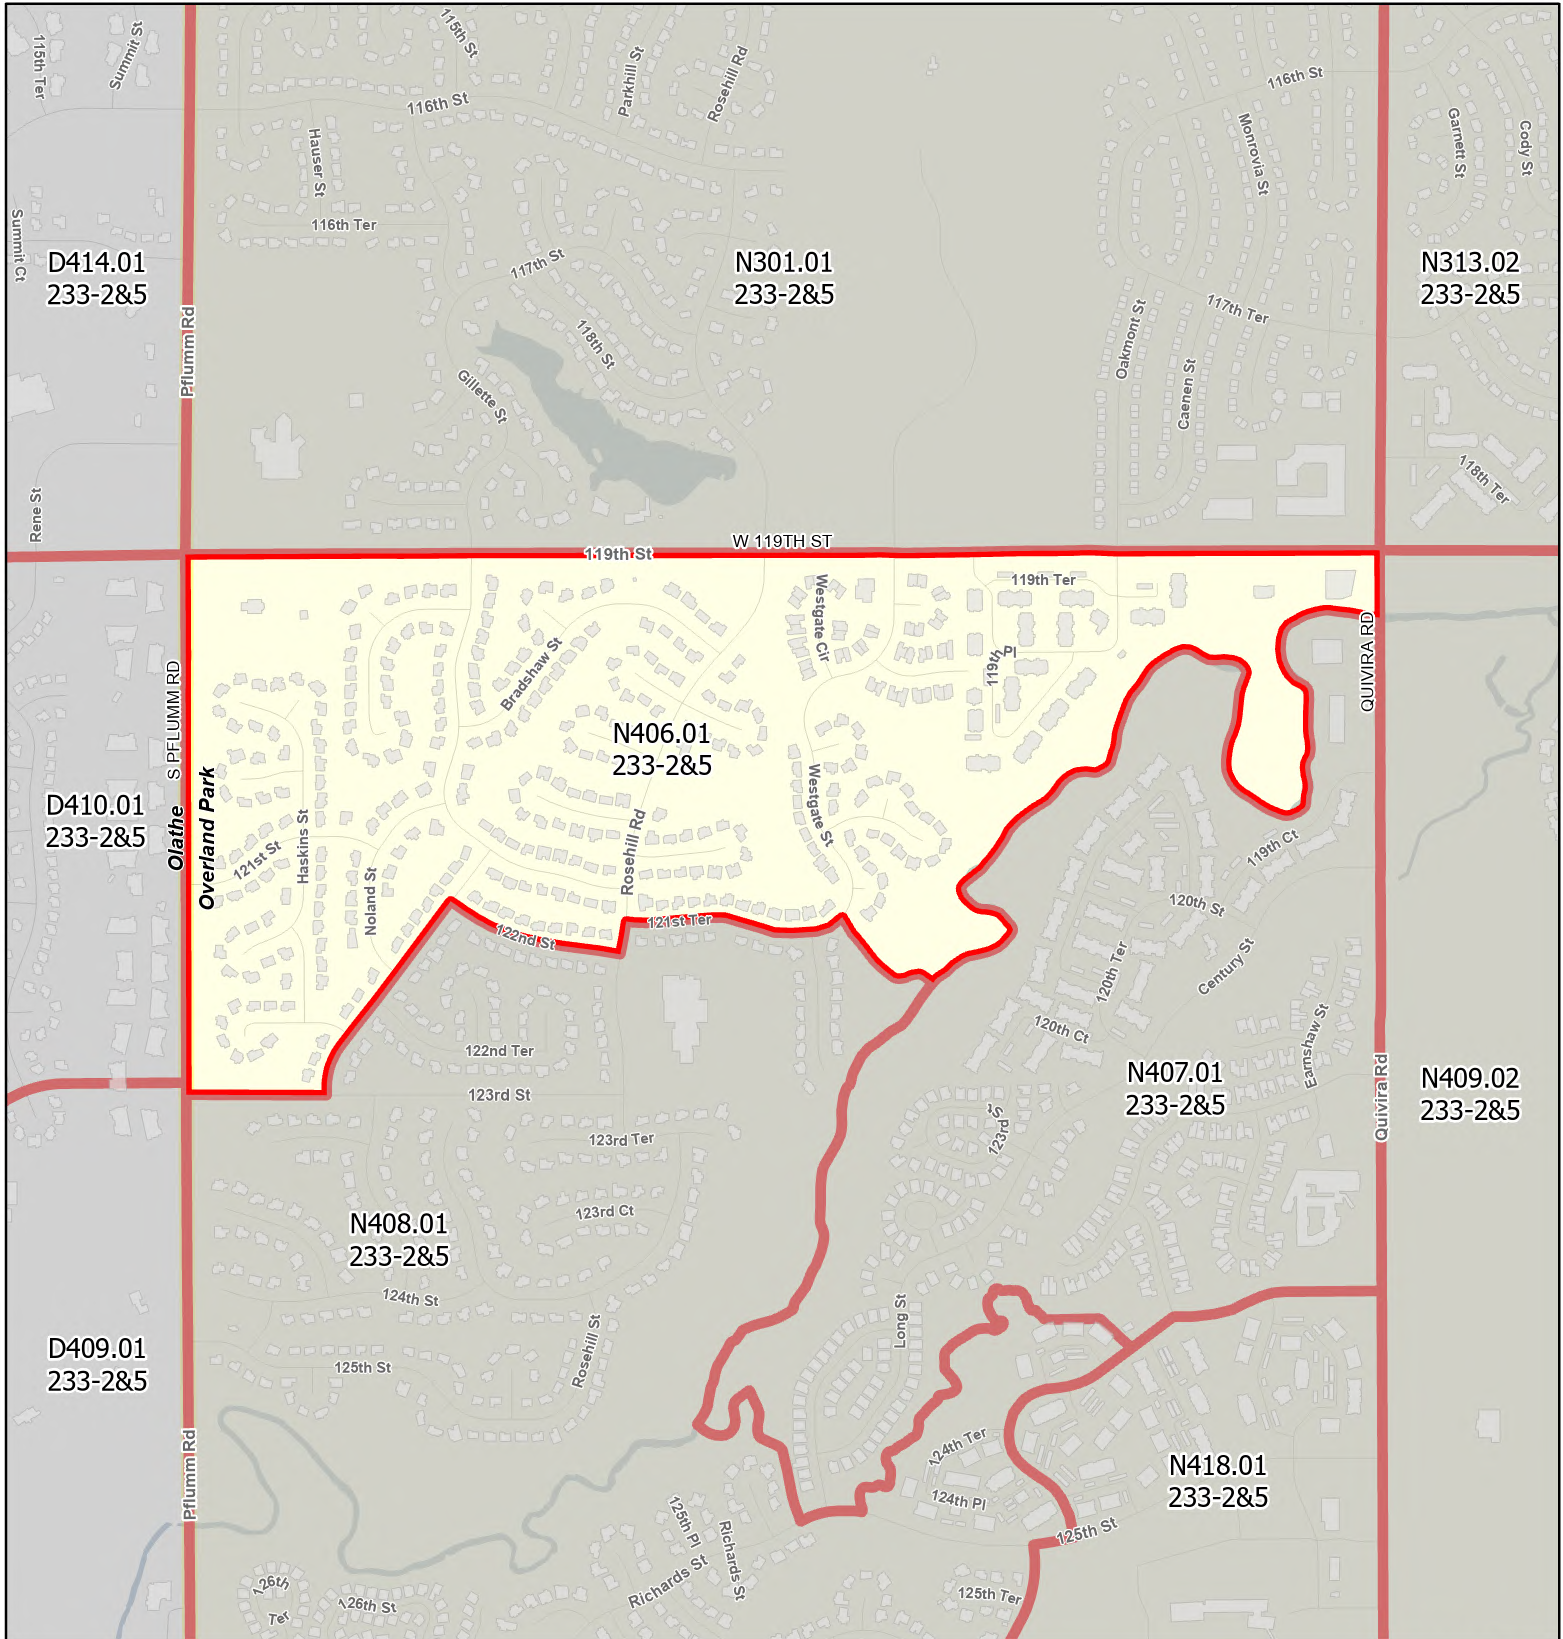 115th Ter
Summit St
115th St
Parkhill St
Rosehill Rd
116th St
116th St
Hauser St
Monrovia St
Garnett St
Cody St
116th Ter
Summit Ct
D414.01
233-2&5
117th St
N301.01
233-2&5
N313.02
233-2&5
Pflumm Rd
118th St
Oakmont St
117th Ter
Gillette St
Caenen St
Rene St
118th Ter
119th St
W 119TH ST
Westgate Cir
119th Ter
Bradshaw St
119th Pl
QUIVIRA RD
S PFLUMM RD
N406.01
233-2&5
D410.01
233-2&5
Olathe
Overland Park
121st St
Haskins St
Noland St
Rosehill Rd
Westgate St
119th Ct
120th St
122nd St
121st Ter
120th Ter
Century St
120th Ct
Earnshaw St
122nd Ter
123rd St
N407.01
233-2&5
N409.02
233-2&5
Quivira Rd
123rd Ter
123rd S
123rd Ct
N408.01
233-2&5
124th St
Long St
Rosehill St
D409.01
233-2&5
125th St
Pflumm Rd
124th Ter
124th Pl
N418.01
233-2&5
125th Pl
Richards St
Richards St
125th St
126th
Ter
126th St
125th Ter